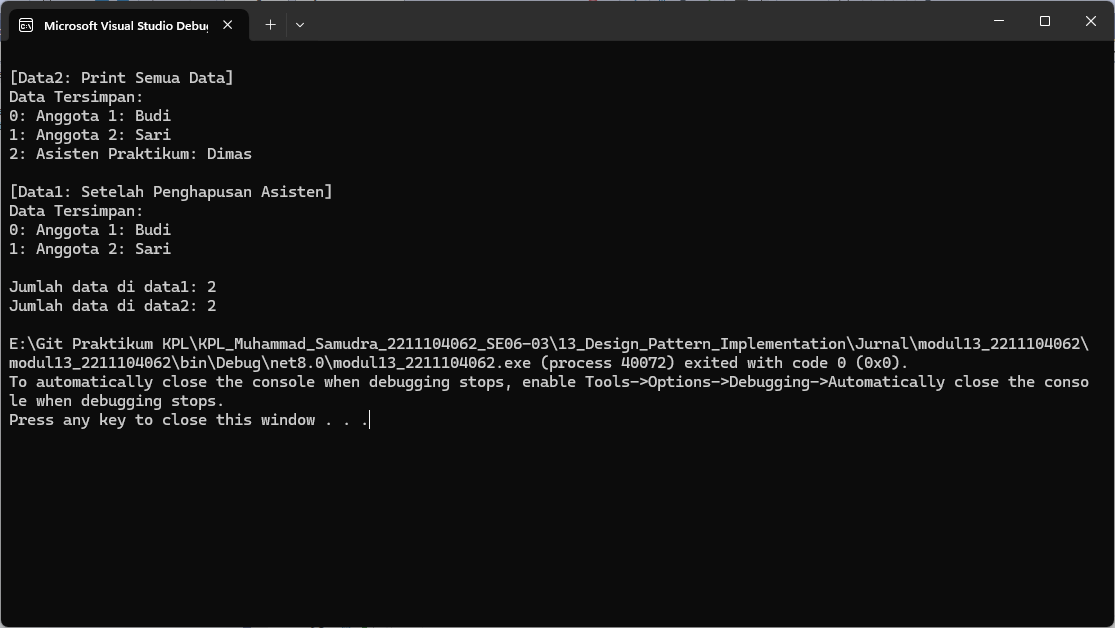 Microsoft Visual Studio Debug
[Data2: Print Semua Data]
Data Tersimpan:
0: Anggota 1: Budi
1: Anggota 2: Sari
2: Asisten Praktikum: Dimas
[Data1: Setelah Penghapusan Asisten]
Data Tersimpan:
0: Anggota 1: Budi
1: Anggota 2: Sari
Jumlah data di data1: 2
Jumlah data di data2: 2
E:\Git Praktikum KPL\KPL_Muhammad_Samudra_2211104062_SE06-03\13_Design_Pattern_Implementation\Jurnal\modul13_2211104062\
modul13_2211104062\bin\Debug\net8.0\modul13_2211104062.exe (process 40072) exited with code 0 (0x0).
To automatically close the console when debugging stops, enable Tools->Options->Debugging->Automatically close the conso
le when debugging stops.
Press any key to close this window . . .